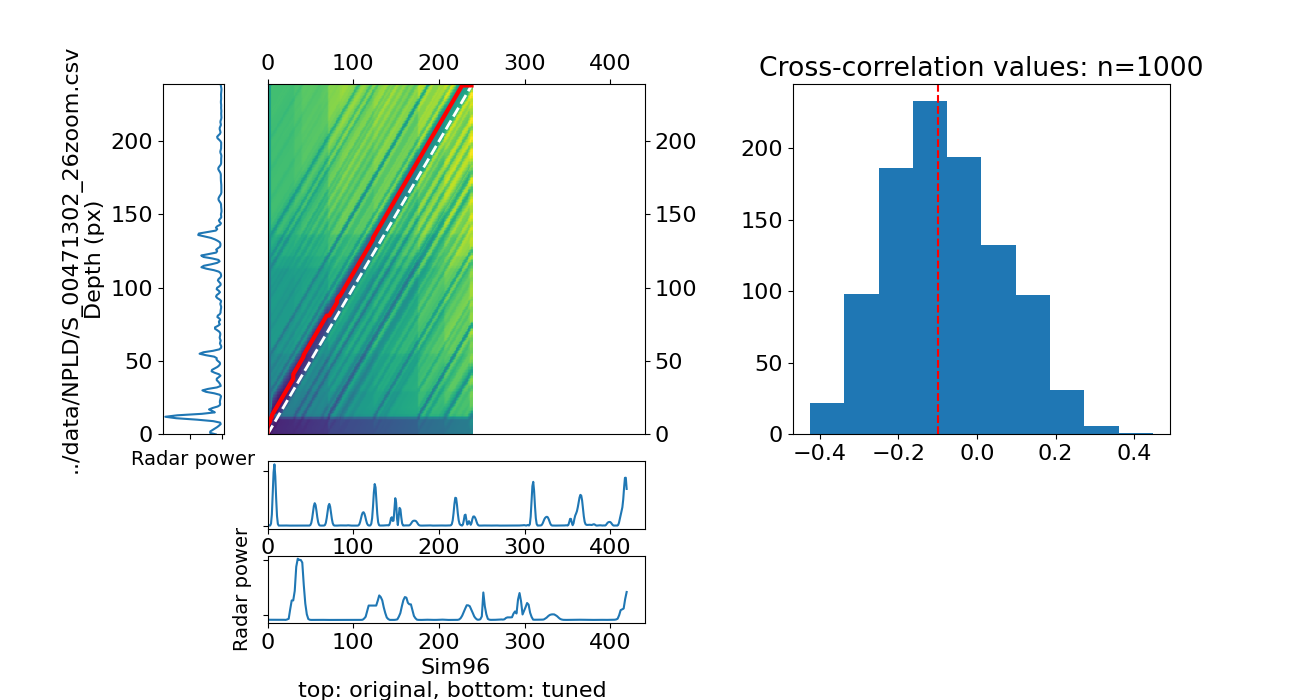 Cross-correlation values: n=1000
0 100 200 300 400
../data/NPLD/S_00471302_26zoom.csv
Depth (px)
200
150
100
50
0
200
150
100
50
0
200
150
100
50
0
−0.4 −0.2 0.0 0.2 0.4
Radar power
0 100 200 300 400
Radar power
0 100 200 300 400
Sim96
top: original, bottom: tuned